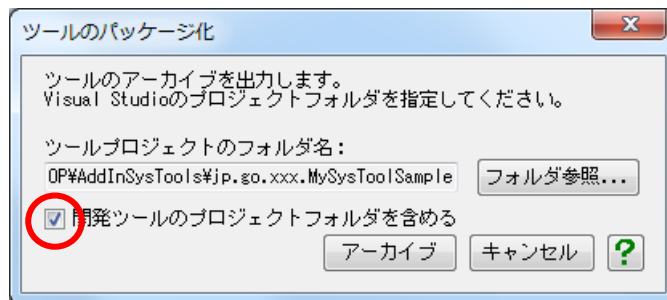 ツールのパッケージ化
ツールのアーカイブを出力します。
Visual Studioのプロジェクトフォルダを指定してください。
ツールプロジェクトのフォルダ名:
OP¥AddInSysTools¥jp.go.xxx.MySysToolSample
フォルダ参照...
開発ツールのプロジェクトフォルダを含める
アーカイブ
キャンセル
?